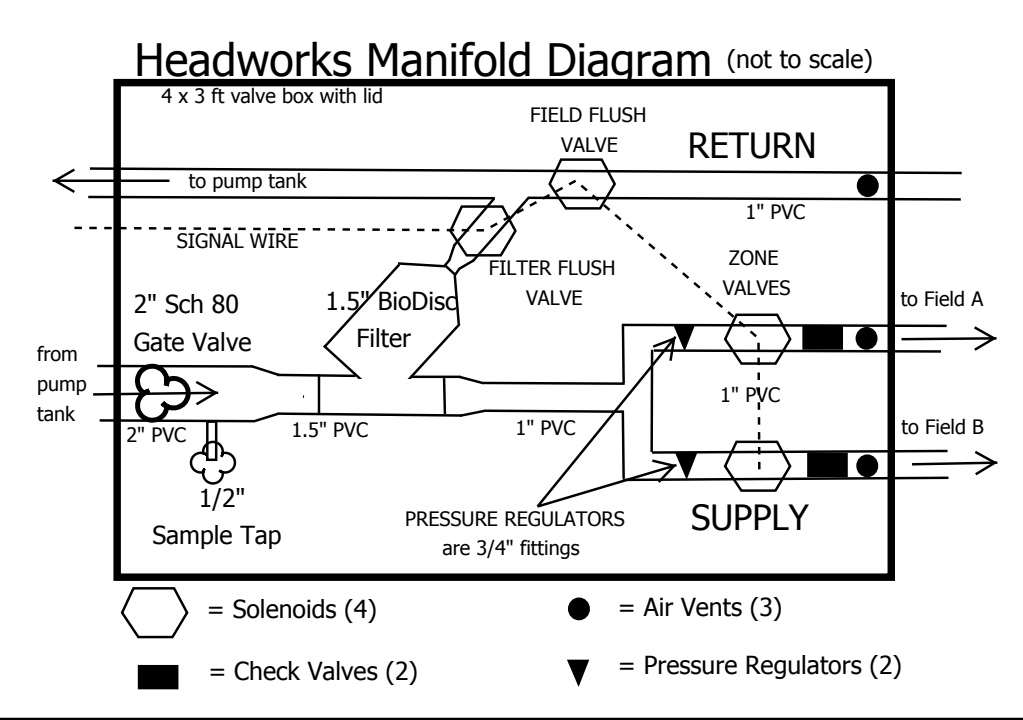 Headworks Manifold Diagram (not to scale)
4 x 3 ft valve box with lid
FIELD FLUSH
VALVE
RETURN
to pump tank
1" PVC
SIGNAL WIRE
FILTER FLUSH
VALVE
ZONE
VALVES
2" Sch 80
Gate Valve
1.5" BioDisc
Filter
to Field A
from
pump
tank
1" PVC
2" PVC
1.5" PVC
1" PVC
to Field B
1/2"
Sample Tap
PRESSURE REGULATORS
are 3/4" fittings
SUPPLY
= Solenoids (4)
= Air Vents (3)
= Check Valves (2)
= Pressure Regulators (2)